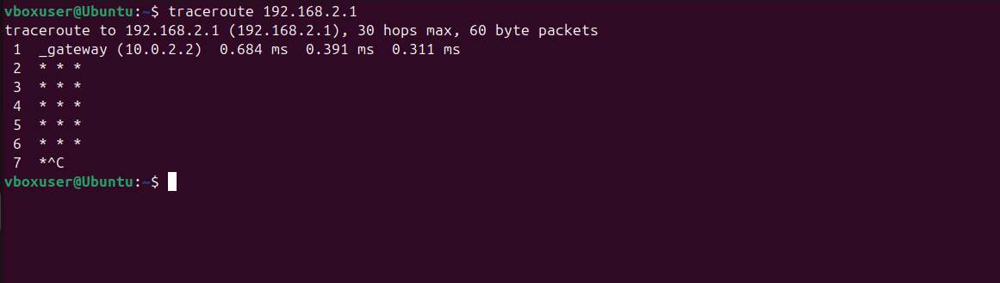 vboxuser@Ubuntu:~$ traceroute 192.168.2.1
traceroute to 192.168.2.1 (192.168.2.1), 30 hops max, 60 byte packets
 1  _gateway (10.0.2.2)  0.684 ms  0.391 ms  0.311 ms
 2  * * *
 3  * * *
 4  * * *
 5  * * *
 6  * * *
 7  *^C
vboxuser@Ubuntu:~$